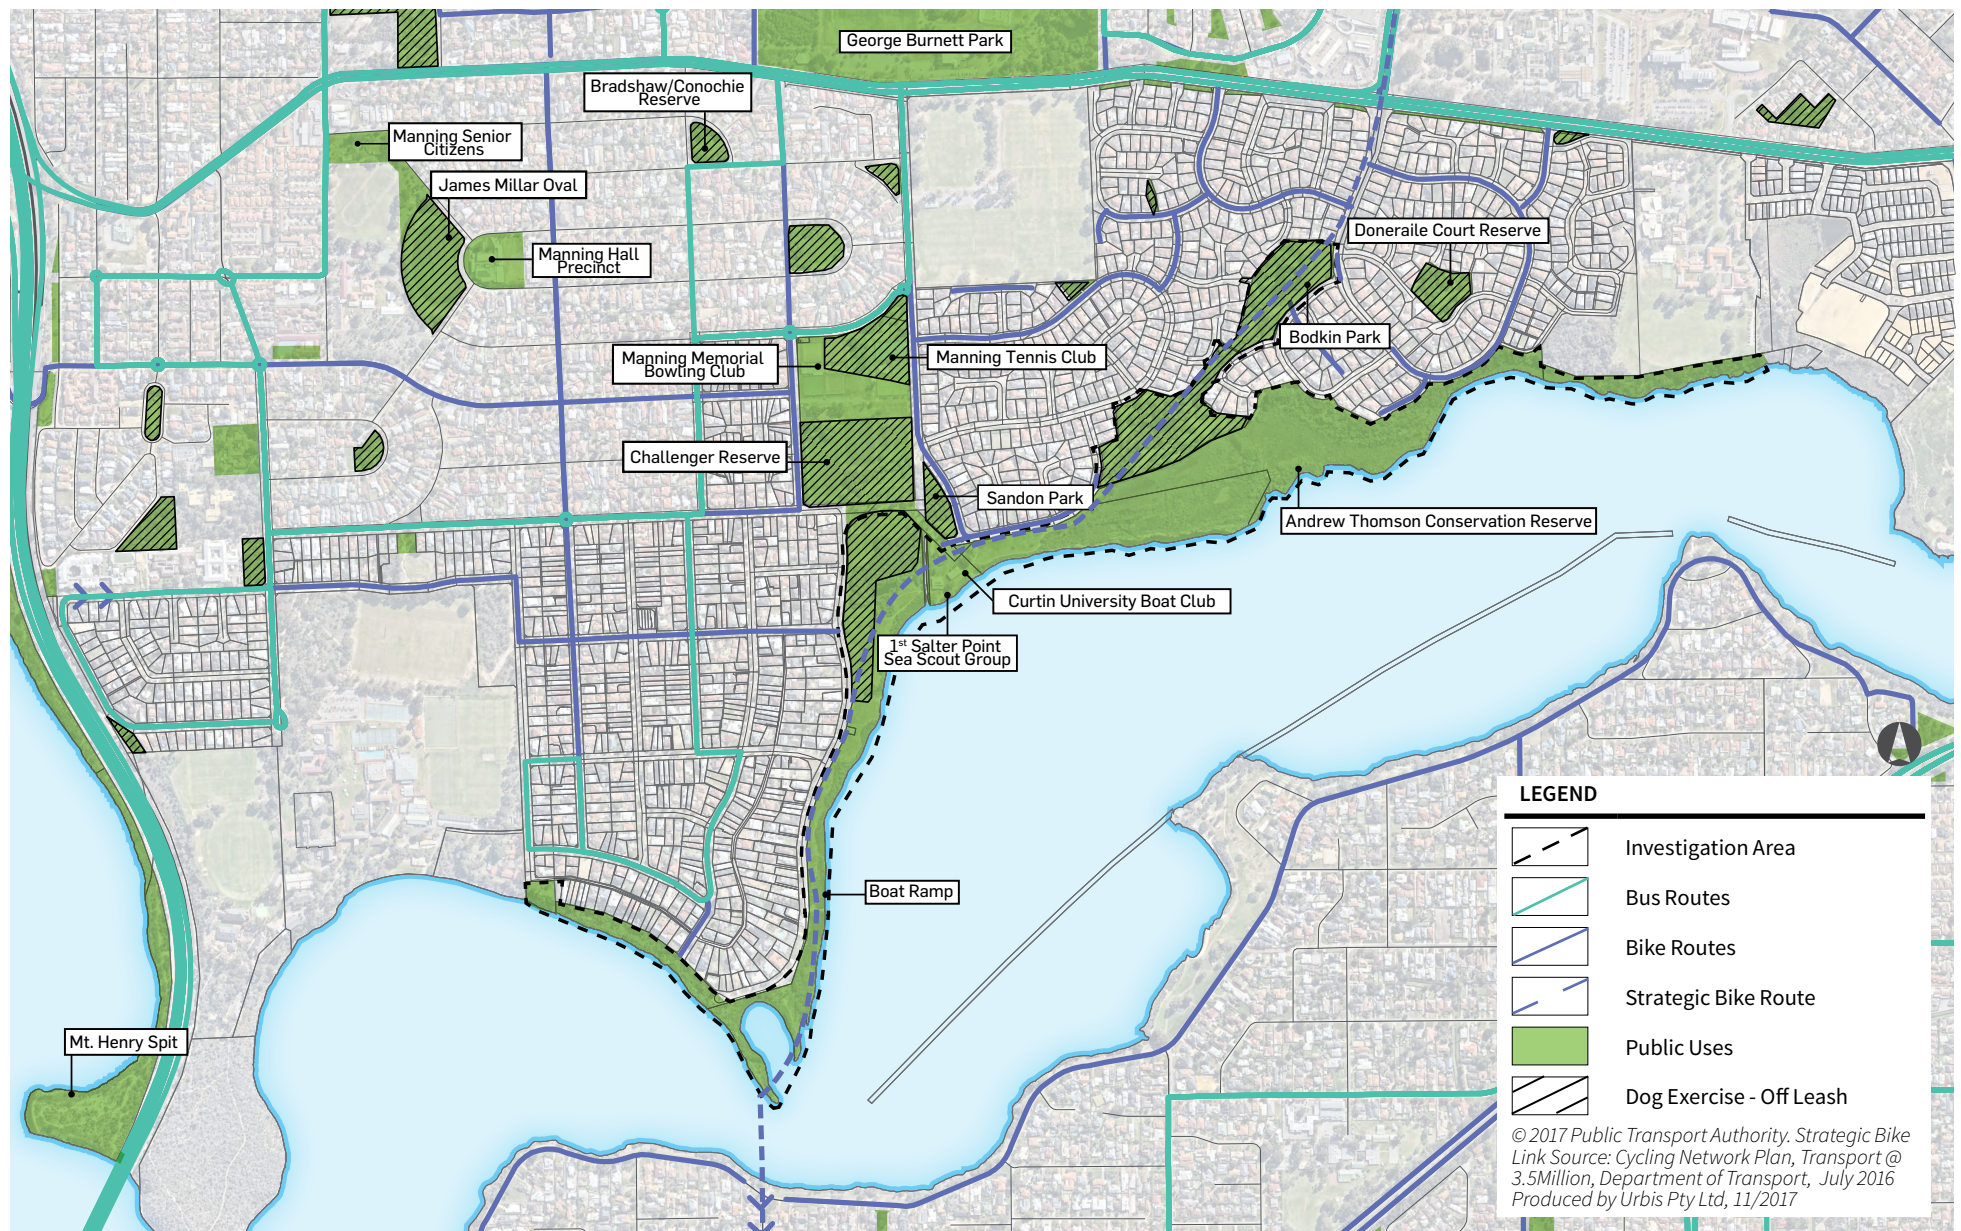 George Burnett Park
Bradshaw/Conochie
Reserve
Manning Senior
Citizens
James Millar Oval
Manning Hall
Precinct
Doneraile Court Reserve
Bodkin Park
Manning Memorial
Bowling Club
Manning Tennis Club
Challenger Reserve
Sandon Park
Andrew Thomson Conservation Reserve
Curtin University Boat Club
1st Salter Point
Sea Scout Group
Boat Ramp
Mt. Henry Spit
LEGEND
Investigation Area
Bus Routes
Bike Routes
Strategic Bike Route
Public Uses
Dog Exercise - Off Leash
© 2017 Public Transport Authority. Strategic Bike
Link Source: Cycling Network Plan, Transport @
3.5Million, Department of Transport, July 2016
Produced by Urbis Pty Ltd, 11/2017